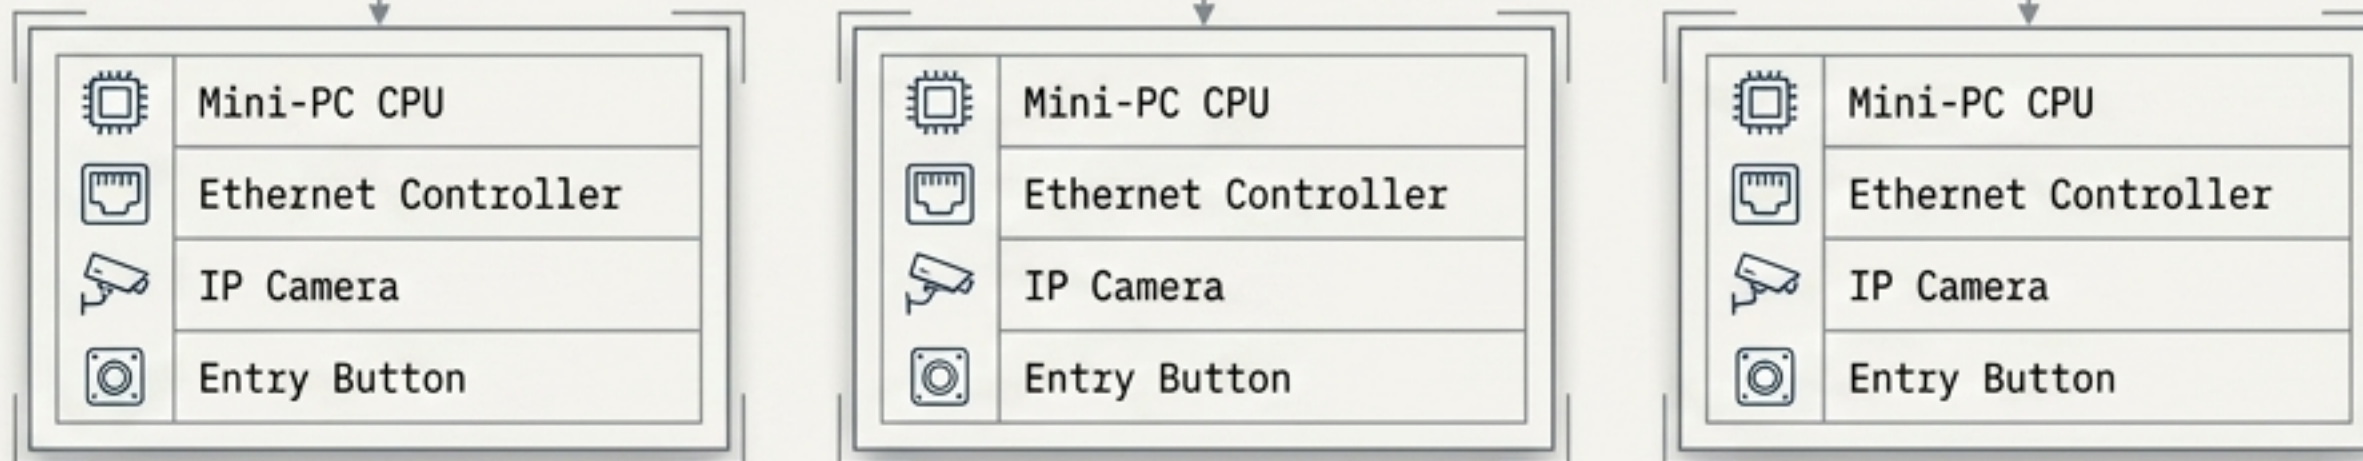 Mini-PC CPU
Ethernet Controller
IP Camera
Entry Button
Mini-PC CPU
Ethernet Controller
IP Camera
Entry Button
Mini-PC CPU
Ethernet Controller
IP Camera
Entry Button